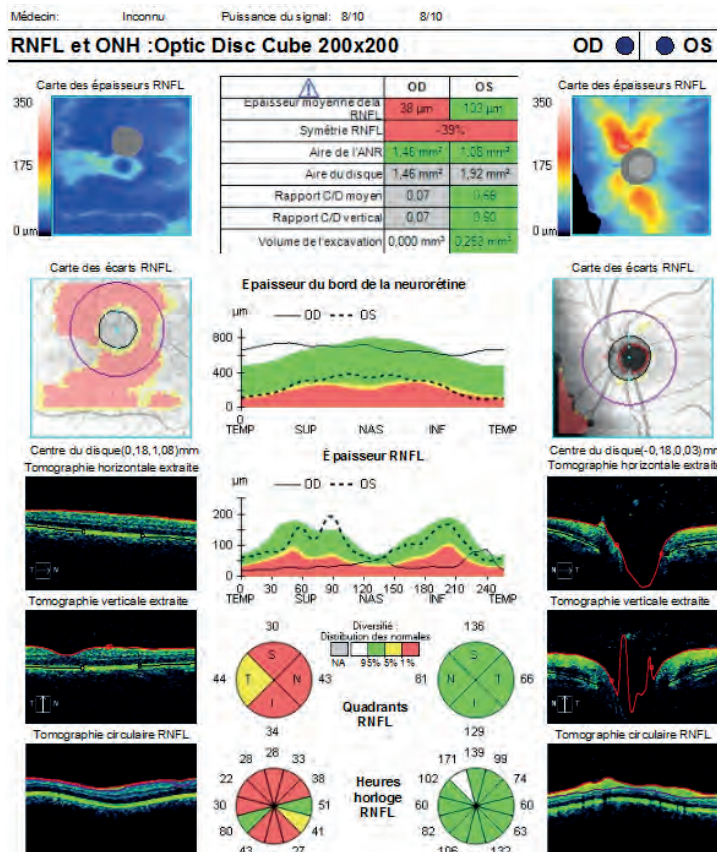 Médecin: Inconnu Puissance du signal: 8/10 8/10
RNFL et ONH :Optic Disc Cube 200x200 OD OS
Carte des épaisseurs RNFL
350
175
0 µm
OD OS
Epaisseur moyenne de la RNFL 38 µm 103 µm
Symétrie RNFL -39%
Aire de l'ANR 1,46 mm² 1,05 mm²
Aire du disque 1,46 mm² 1,92 mm²
Rapport C/D moyen 0,07
Rapport C/D vertical 0,07
Volume de l'excavation 0,000 mm³ 0,253 mm³
Carte des épaisseurs RNFL
350
175
0 µm
Carte des écarts RNFL
Centre du disque(0,18,1,08)mm
Epaisseur du bord de la neurorétine
µm OD OS
800
400
0
0
TEMP SUP NAS INF TEMP
Carte des écarts RNFL
Centre du disque(-0,18,0,03)mm
Tomographie horizontale extraite
T N
Épaisseur RNFL
µm OD OS
200
100
0
0 30 60 90 120 150 180 210 240
TEMP SUP NAS INF TEMP
Tomographie horizontale extraite
N T
Tomographie verticale extraite
I S
Diversifié :
Distribution des normales
NA 95% 5% 1%
30
44 S T N I 43
34
Quadrants
RNFL
136
61 S N T I 66
129
Tomographie verticale extraite
I S
Tomographie circulaire RNFL
28
28 33
22 38
30 51
80 41
43 27
Heures
horloge
RNFL
139
171 99
102 74
60 60
82 63
106 132
Tomographie circulaire RNFL